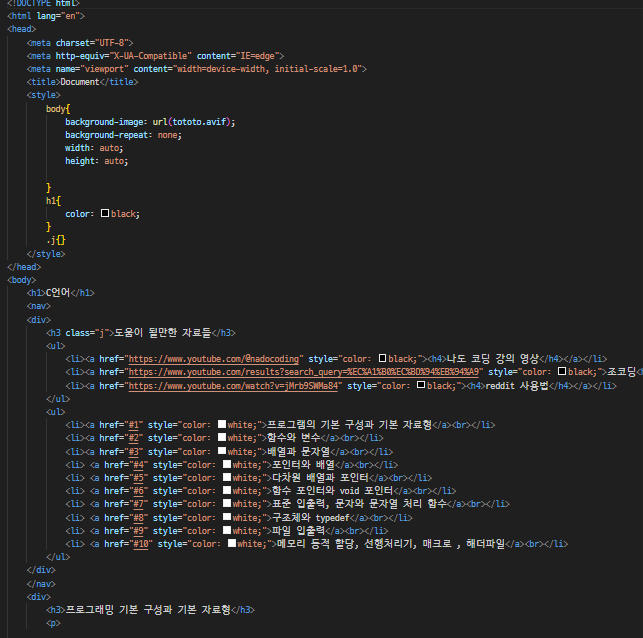 <!DOCTYPE html>
<html lang="en">
<head>
<meta charset="UTF-8">
<meta http-equiv="X-UA-Compatible" content="IE=edge">
<meta name="viewport" content="width=device-width, initial-scale=1.0">
<title>Document</title>
<style>
body{
background-image: url(tototo.avif);
background-repeat: none;
width: auto;
height: auto;
}
h1{
color: black;
}
.j{}
</style>
</head>
<body>
<h1>C언어</h1>
<nav>
<div>
<h3 class="j">도움이 될만한 자료들</h3>
<ul>
<li><a href="https://www.youtube.com/@nadocoding" style="color: black;"><h4>나도 코딩 강의 영상</h4></a></li>
<li><a href="https://www.youtube.com/results?search_query=%EC%A1%B0%EC%BD%94%EB%94%A9" style="color: black;"><h4>조코딩<
<li><a href="https://www.youtube.com/watch?v=jMrb9SWMa84" style="color: black;"><h4>reddit 사용법</h4></a></li>
</ul>
<ul>
<li><a href="#1" style="color: white;">프로그램의 기본 구성과 기본 자료형</a><br></li>
<li><a href="#2" style="color: white;">함수와 변수</a><br></li>
<li><a href="#3" style="color: white;">배열과 문자열</a><br></li>
<li> <a href="#4" style="color: white;">포인터와 배열</a><br></li>
<li> <a href="#5" style="color: white;">다차원 배열과 포인터</a><br></li>
<li> <a href="#6" style="color: white;">함수 포인터와 void 포인터</a><br></li>
<li> <a href="#7" style="color: white;">표준 입출력, 문자와 문자열 처리 함수</a><br></li>
<li> <a href="#8" style="color: white;">구조체와 typedef</a><br></li>
<li> <a href="#9" style="color: white;">파일 입출력</a><br></li>
<li> <a href="#10" style="color: white;">메모리 동적 할당, 선행처리기, 매크로 , 해더파일</a><br></li>
</ul>
</div>
</nav>
<div>
<h3>프로그래밍 기본 구성과 기본 자료형</h3>
<p>